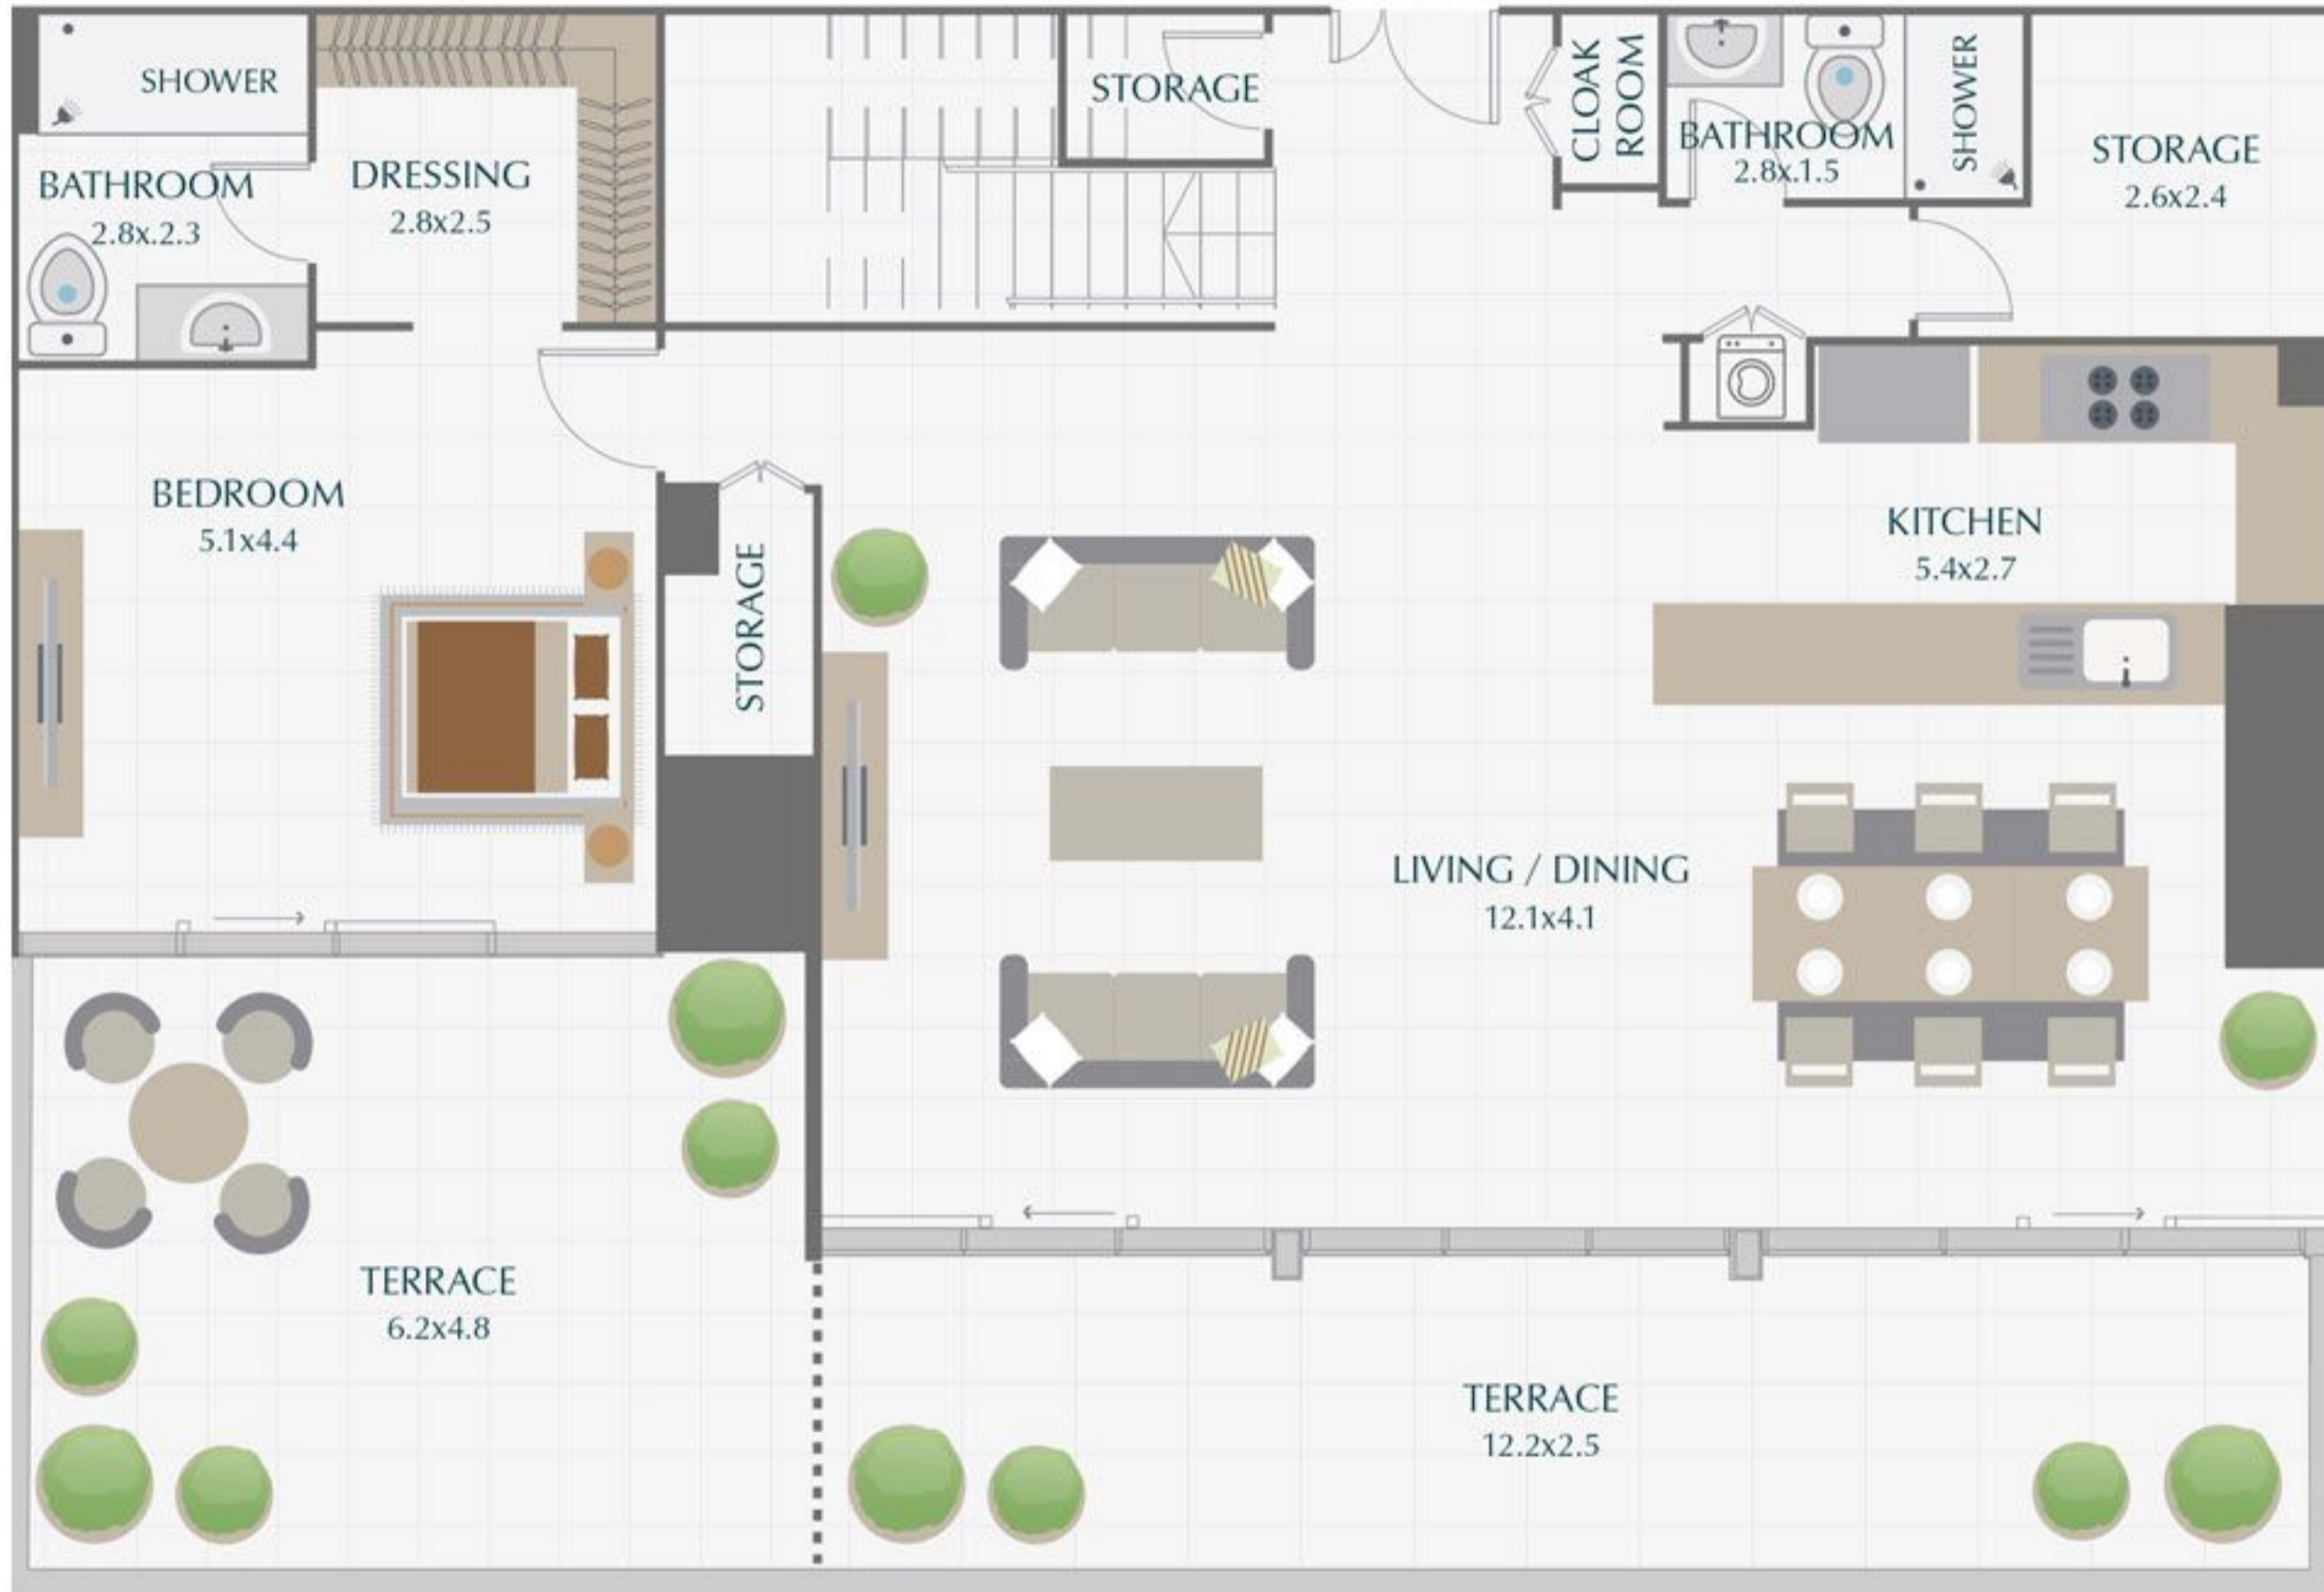 SHOWER
BATHROOM
2.8x.2.3
DRESSING
2.8x2.5
STORAGE
CLOAK
ROOM
BATHROOM
2.8x.1.5
SHOWER
STORAGE
2.6x2.4
BEDROOM
5.1x4.4
STORAGE
KITCHEN
5.4x2.7
LIVING / DINING
12.1x4.1
TERRACE
6.2x4.8
TERRACE
12.2x2.5